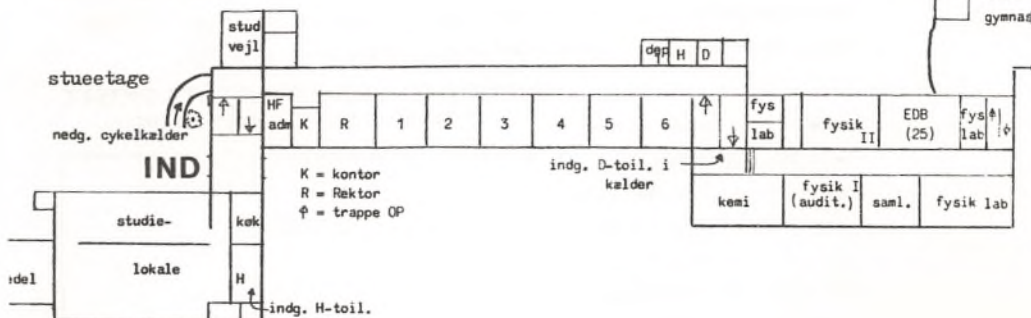 stud
vejl
gymnas
dep H D
stueetage
HF
adm K R 1 2 3 4 5 6
fys
lab
fysik
II
EDB
(25)
fys
lab
nedg. cykelkælder
IND
K = kontor
R = Rektor
= trappe OP
indg. D-toil. i
kælder
kemi
fysik I
(audit.)
saml.
fysik lab
studie-
køk
lokale
edel
H
indg. H-toil.